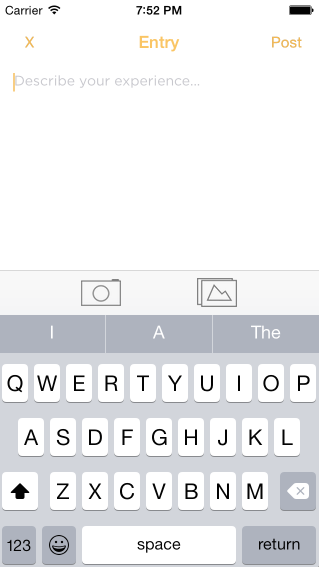 Carrier 7:52 PM
X Entry Post
Describe your experience...
I A The
Q W E R T Y U I O P
A S D F G H J K L
Z X C V B N M
123 space return